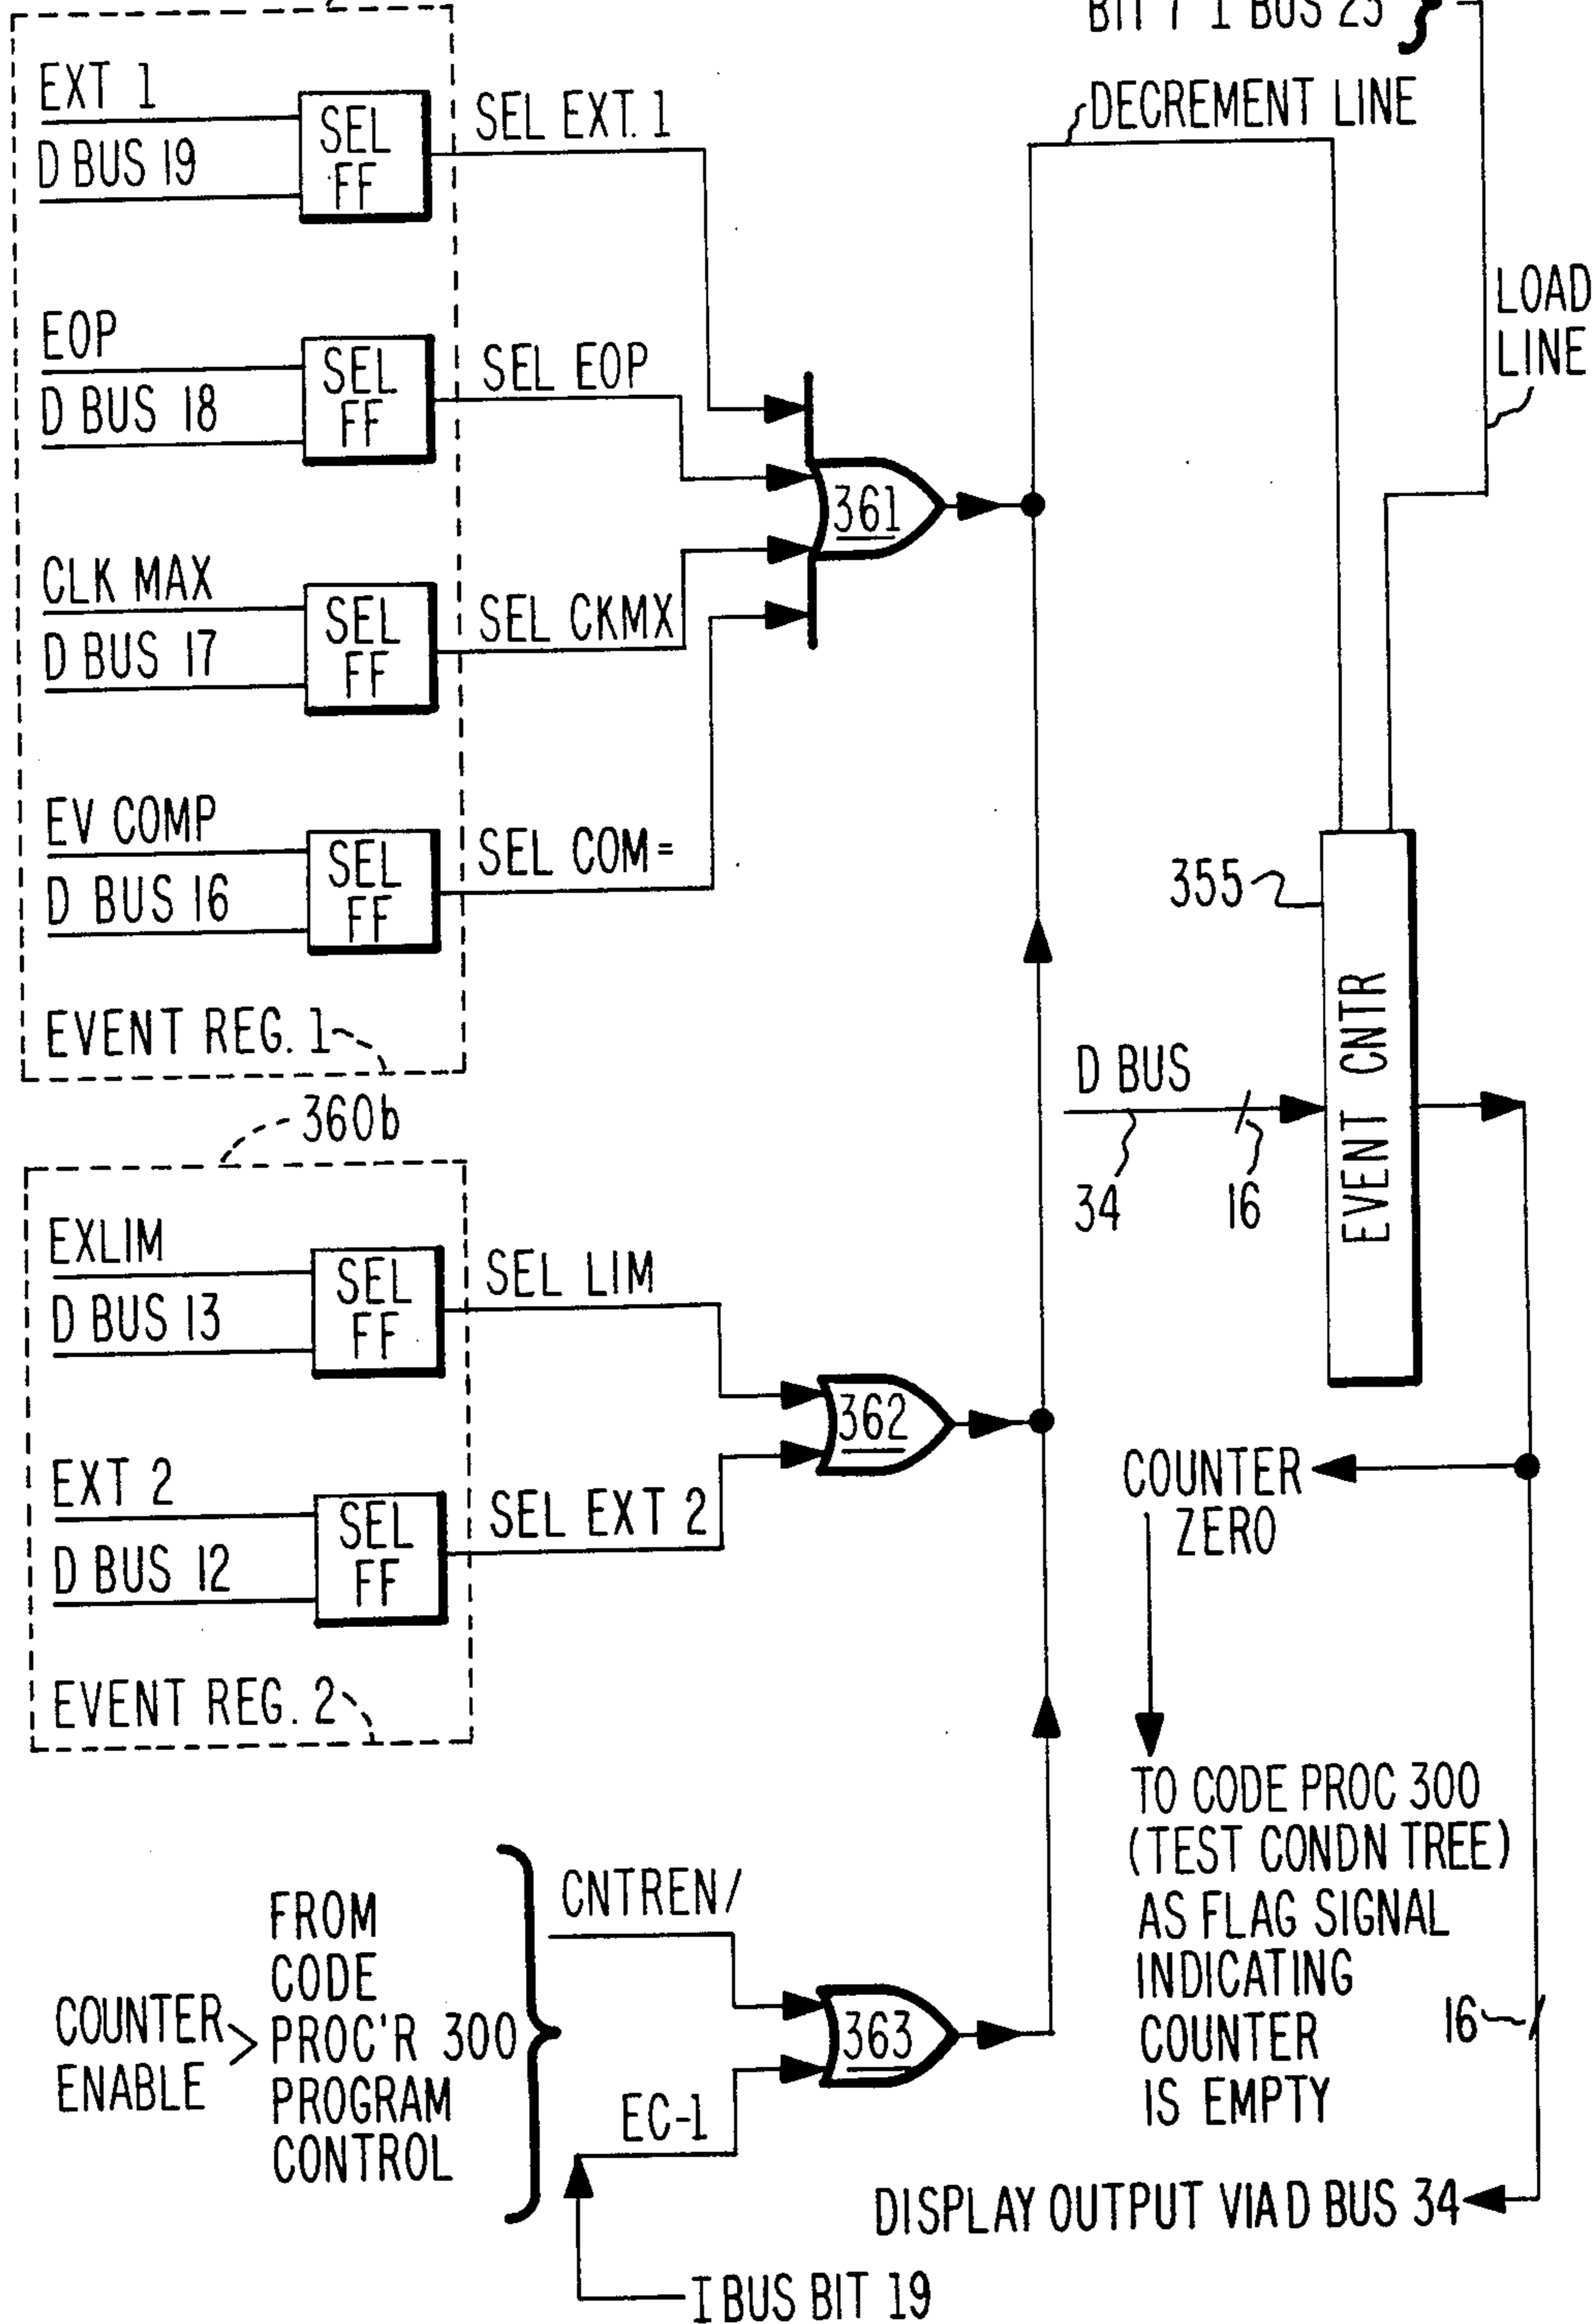 BUS 25
DECREMENT LINE
EXT 1
D BUS 19
SEL
FF
SEL EXT. 1
LOAD
LINE
EOP
D BUS 18
SEL
FF
SEL EOP
361
CLK MAX
D BUS 17
SEL
FF
SEL CKMX
EV COMP
D BUS 16
SEL
FF
SEL COM=
355
EVENT CNTR
EVENT REG. 1
D BUS
34
16
360b
EXLIM
D BUS 13
SEL
FF
SEL LIM
362
EXT 2
D BUS 12
SEL
FF
SEL EXT 2
COUNTER
ZERO
EVENT REG. 2
TO CODE PROC 300
(TEST CONDN TREE)
AS FLAG SIGNAL
INDICATING
COUNTER
IS EMPTY
16
COUNTER
ENABLE
>
FROM
CODE
PROC'R 300
PROGRAM
CONTROL
CNTREN/
363
EC-1
DISPLAY OUTPUT VIA D BUS 34
I BUS BIT 19